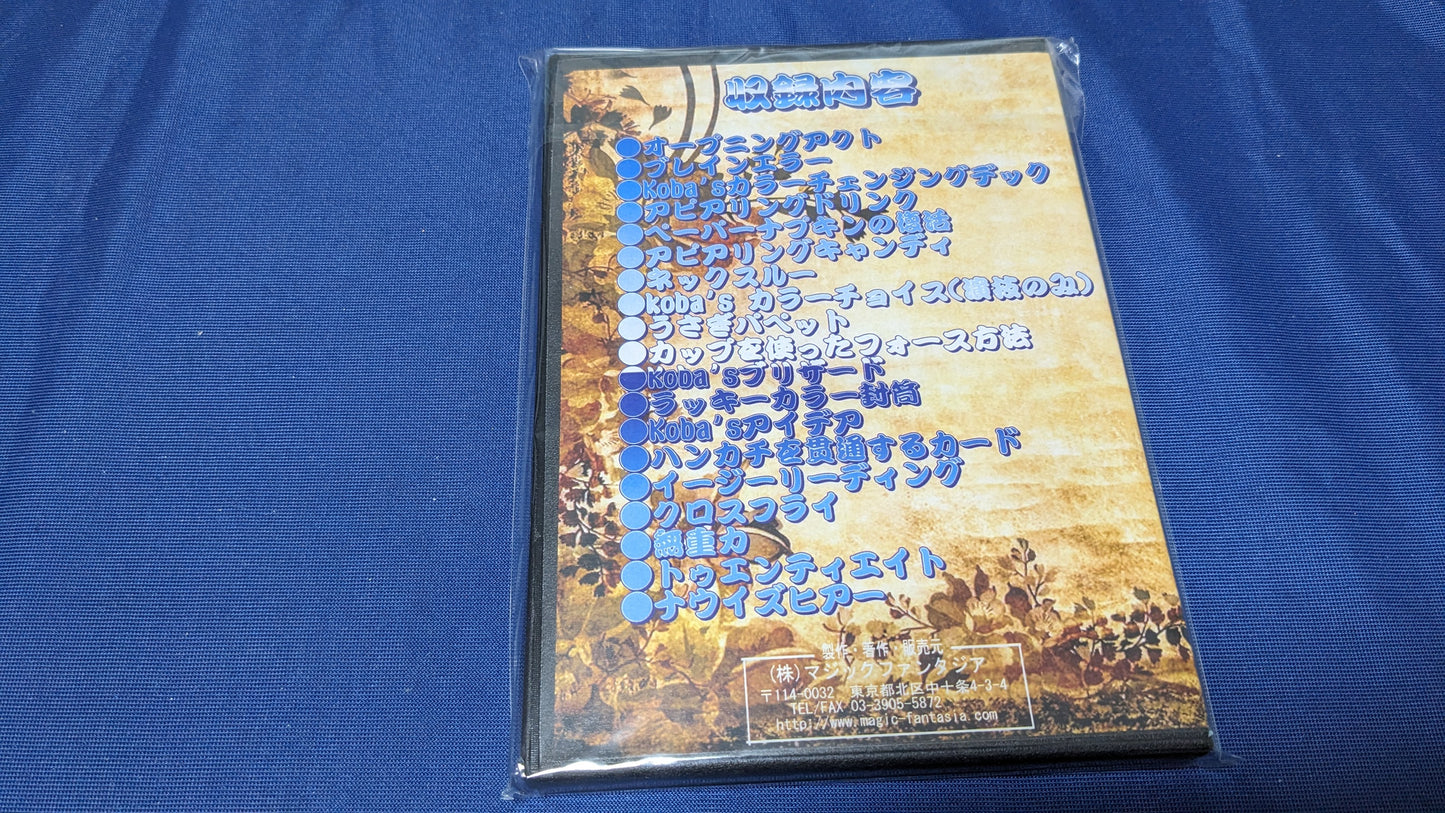 収録内容
●オープニングアクト
●ブレインエラー
●Koba'sカラーチェンジングデック
●アピアリングドリンク
●ペーパーナプキンの復活
●アピアリングキャンディ
●ネックスルー
●koba's カラーチョイス(演技のみ)
●うさぎパペット
●カップを使ったフォース方法
●Koba'sブリザード
●ラッキーカラー封筒
●Koba'sアイデア
●ハンカチを貫通するカード
●イージーリーディング
●クロスフライ
●無重力
●トゥエンティエイト
●ナウイズヒアー
製作・著作・販売元
(株)マジックファンタジア
〒114-0032 東京都北区中十条4-3-4
TEL/FAX 03-3905-5872
http://www.magic-fantasia.com